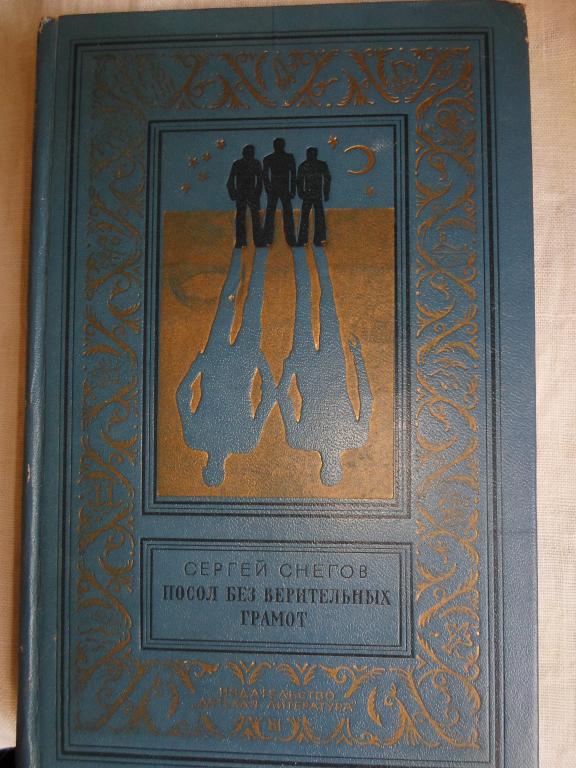 СЕРГЕЙ СНЕГОВ
ПОСОЛ БЕЗ ВЕРИТЕЛЬНЫХ
ГРАМОТ
ИЗДАТЕЛЬСТВО
„ДЕТСКАЯ ЛИТЕРАТУРА"